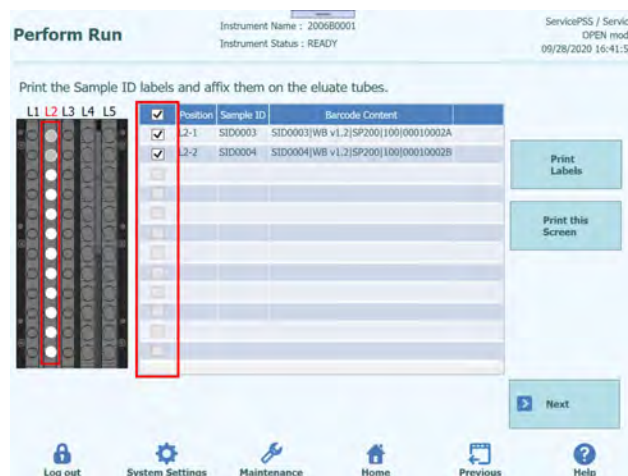 Perform Run
Instrument Name : 2006B0001
Instrument Status : READY
ServicePSS / Servic
OPEN mod
09/28/2020 16:41:5
Print the Sample ID labels and affix them on the eluate tubes.
L1 L2 L3 L4 L5
Position Sample ID Barcode Content
L2-1 SID0003 SID0003|WB v1.2|SP200|100|00010002A
L2-2 SID0004 SID0004|WB v1.2|SP200|100|00010002B
Print
Labels
Print this
Screen
Next
Log out System Settings Maintenance Home Previous Help